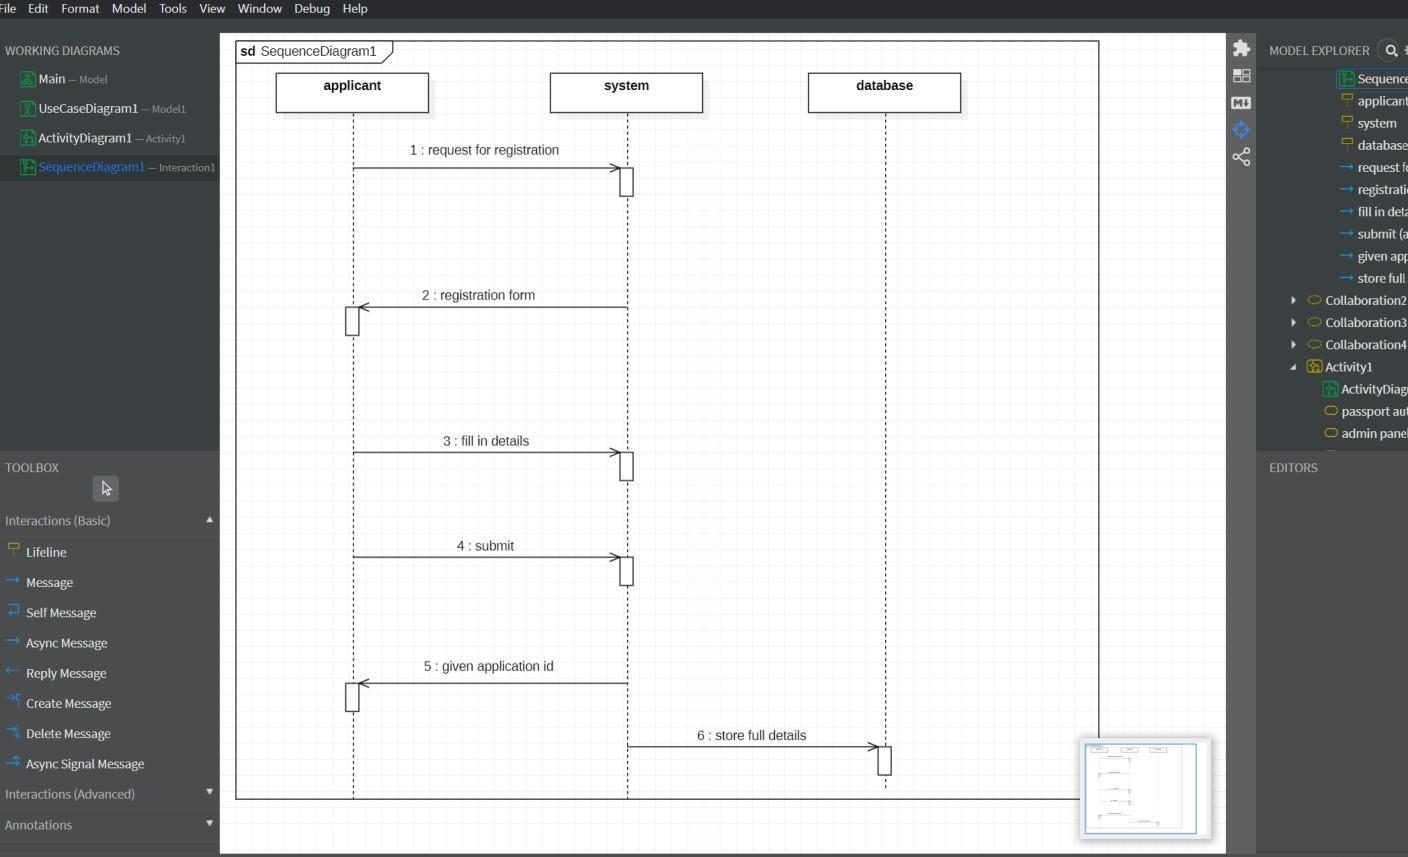 File Edit Format Model Tools View Window Debug Help
WORKING DIAGRAMS
Main — Model
UseCaseDiagram1 — Model1
ActivityDiagram1 — Activity1
SequenceDiagram1 — Interaction1
TOOLBOX
Interactions (Basic)
Lifeline
Message
Self Message
Async Message
Reply Message
Create Message
Delete Message
Async Signal Message
Interactions (Advanced)
Annotations
sd SequenceDiagram1
applicant system database
1 : request for registration
2 : registration form
3 : fill in details
4 : submit
5 : given application id
6 : store full details
M
MODEL EXPLORER
Sequence
applicant
system
database
request fo
registratio
fill in deta
submit (a
given app
store full
Collaboration2
Collaboration3
Collaboration4
Activity1
ActivityDiagr
passport aut
admin panel
EDITORS